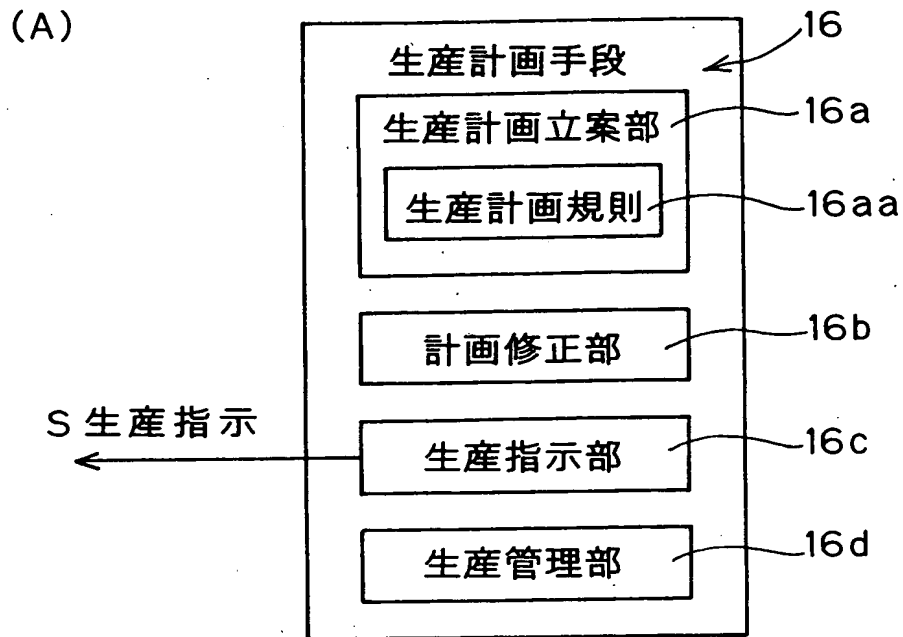 (A)
16
生産計画手段
生産計画立案部
16a
生産計画規則
16aa
計画修正部
16b
S 生産指示
生産指示部
16c
生産管理部
16d